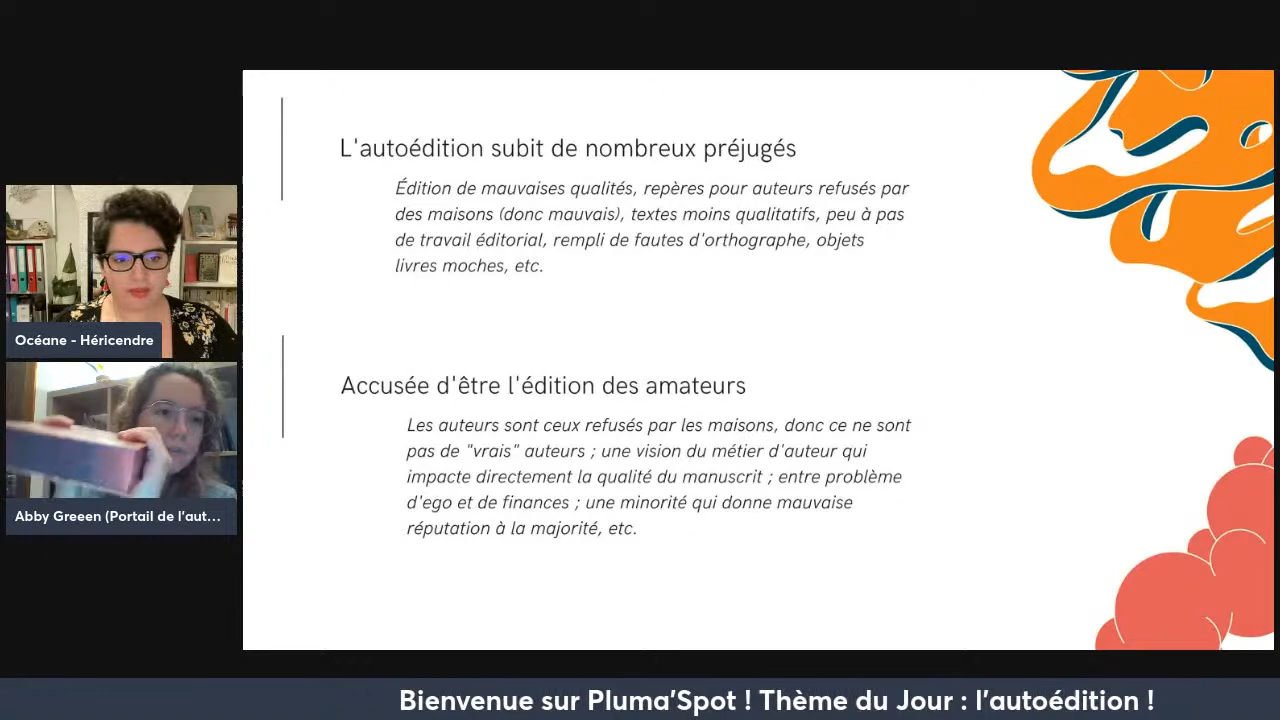 L'autoédition subit de nombreux préjugés
Édition de mauvaises qualités, repères pour auteurs refusés par
des maisons (donc mauvais), textes moins qualitatifs, peu à pas
de travail éditorial, rempli de fautes d'orthographe, objets
livres moches, etc.
Océane - Héricendre
Accusée d'être l'édition des amateurs
Les auteurs sont ceux refusés par les maisons, donc ce ne sont
pas de "vrais" auteurs ; une vision du métier d'auteur qui
impacte directement la qualité du manuscrit ; entre problème
d'ego et de finances ; une minorité qui donne mauvaise
réputation à la majorité, etc.
Abby Greeen (Portail de l'aut...
Bienvenue sur Pluma'Spot ! Thème du Jour : l'autoédition !